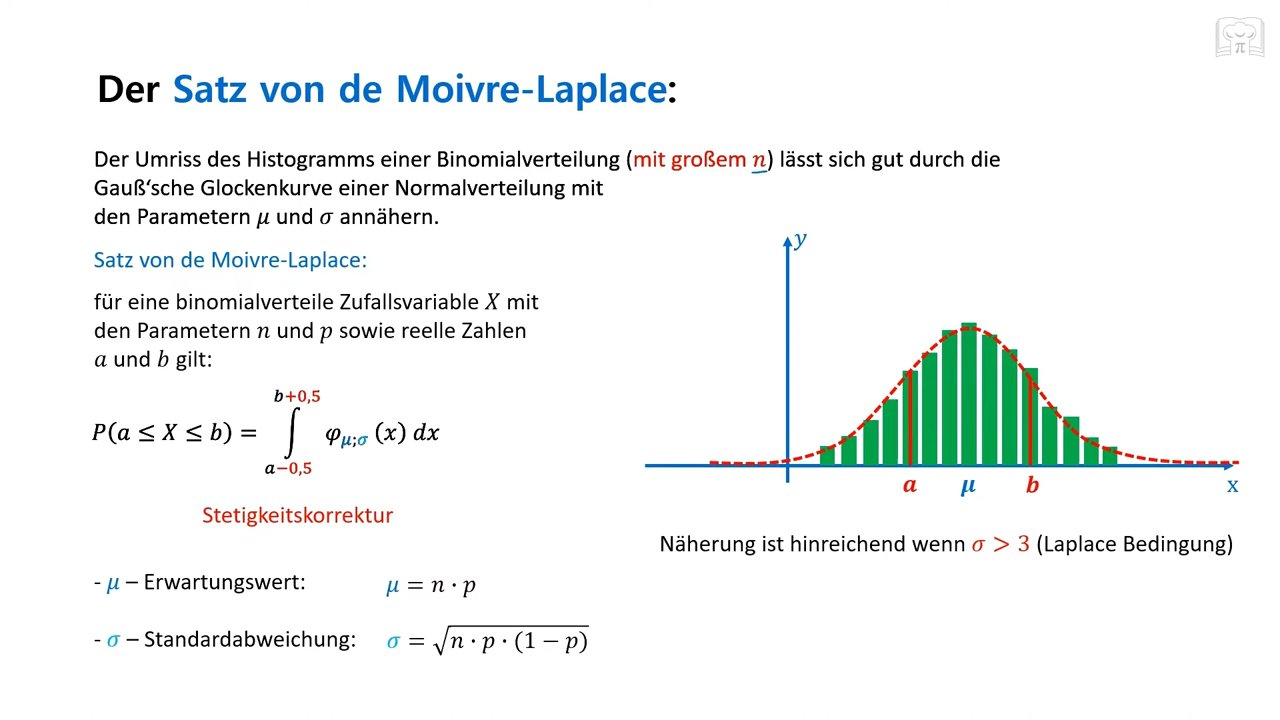 Der Satz von de Moivre-Laplace:
Der Umriss des Histogramms einer Binomialverteilung (mit großem n) lässt sich gut durch die
Gauß‘sche Glockenkurve einer Normalverteilung mit
den Parametern μ und σ annähern.
Satz von de Moivre-Laplace:
für eine binomialverteile Zufallsvariable X mit
den Parametern n und p sowie reelle Zahlen
a und b gilt:
b+0,5
P(a ≤ X ≤ b) = ∫ φμ;σ (x) dx
a−0,5
Stetigkeitskorrektur
- μ – Erwartungswert: μ = n · p
- σ – Standardabweichung: σ = √(n · p · (1 − p))
y
a μ b x
Näherung ist hinreichend wenn σ > 3 (Laplace Bedingung)
π